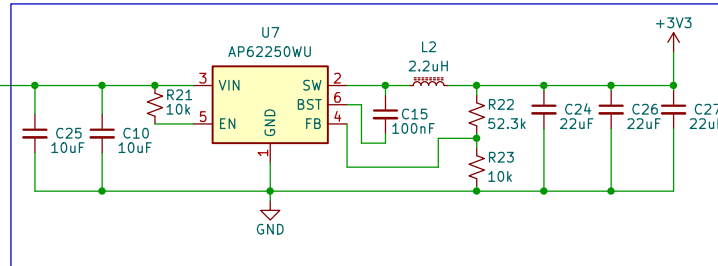 +3V3
U7
AP62250WU
L2
2.2uH
3 VIN SW 2
R21
10k
BST 6
5 EN FB 4
GND
1
C25
10uF
C10
10uF
C15
100nF
R22
52.3k
R23
10k
C24
22uF
C26
22uF
C27
22uF
GND